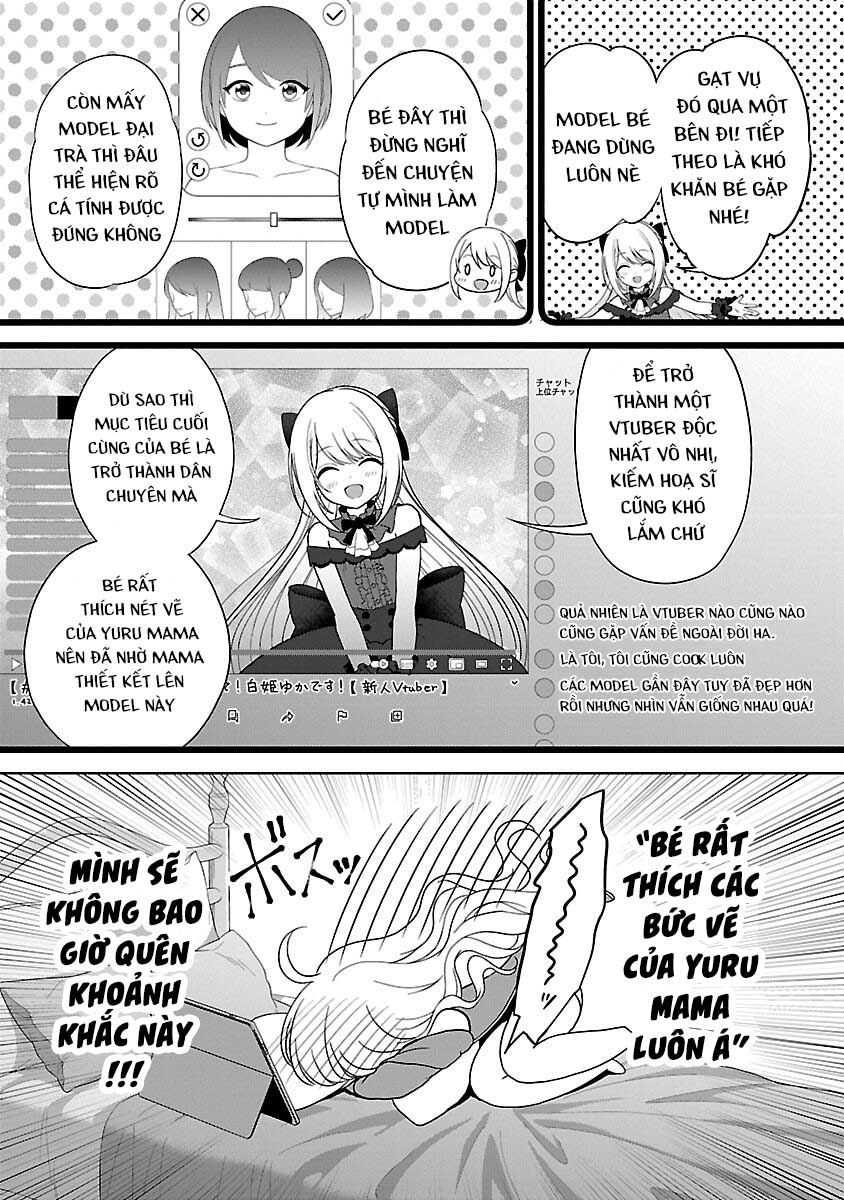 GẠT VỤ
ĐÓ QUA MỘT
BÊN ĐI! TIẾP
THEO LÀ KHÓ
KHĂN BÉ GẶP
NHÉ!
MODEL BÉ
ĐANG DÙNG
LUÔN NÈ
BÉ ĐÂY THÌ
ĐỪNG NGHĨ
ĐẾN CHUYỆN
TỰ MÌNH LÀM
MODEL
CÒN MẤY
MODEL ĐẠI
TRÀ THÌ ĐÂU
THỂ HIỆN RÕ
CÁ TÍNH ĐƯỢC
ĐÚNG KHÔNG
ĐỂ TRỞ
THÀNH MỘT
VTUBER ĐỘC
NHẤT VÔ NHỊ,
KIẾM HOẠ SĨ
CŨNG KHÓ
LẮM CHỨ
チャット
上位チャッ
DÙ SAO THÌ
MỤC TIÊU CUỐI
CÙNG CỦA BÉ LÀ
TRỞ THÀNH DÂN
CHUYÊN MÀ
BÉ RẤT
THÍCH NÉT VẼ
CỦA YURU MAMA
NÊN ĐÃ NHỜ MAMA
THIẾT KẾT LÊN
MODEL NÀY
QUẢ NHIÊN LÀ VTUBER NÀO CŨNG NÀO
CŨNG GẶP VẤN ĐỀ NGOÀI ĐỜI HA.
LÀ TÔI, TÔI CŨNG COOK LUÔN
CÁC MODEL GẦN ĐÂY TUY ĐÃ ĐẸP HƠN
RỒI NHƯNG NHÌN VẪN GIỐNG NHAU QUÁ!
！白姫ゆかです！【新人Vtuber】
1.42
"BÉ RẤT
THÍCH CÁC
BỨC VẼ
CỦA YURU
MAMA
LUÔN Á"
ボスッ
MÌNH SẼ
KHÔNG BAO
GIỜ QUÊN
KHOẢNH
KHẮC NÀY
!!!